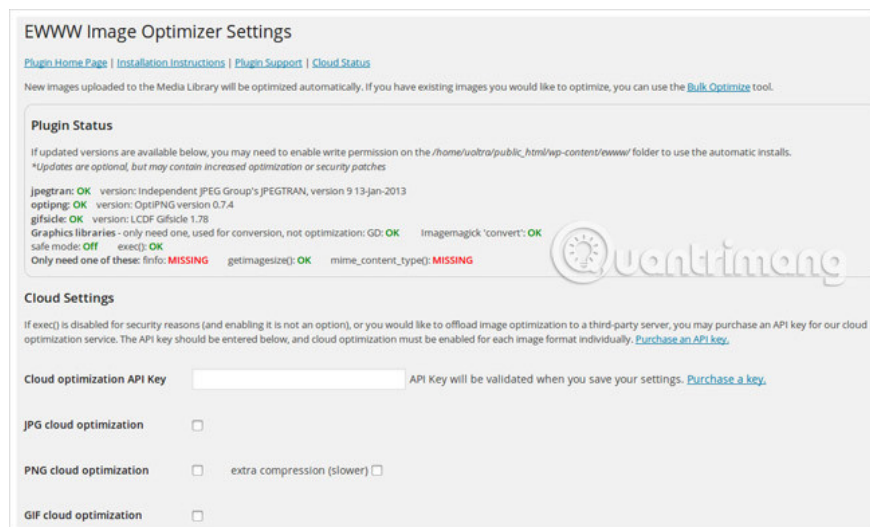 EWWW Image Optimizer Settings
Plugin Home Page | Installation Instructions | Plugin Support | Cloud Status
New images uploaded to the Media Library will be optimized automatically. If you have existing images you would like to optimize, you can use the Bulk Optimize tool.
Plugin Status
If updated versions are available below, you may need to enable write permission on the /home/uoltra/public_html/wp-content/ewww/ folder to use the automatic installs.
*Updates are optional, but may contain increased optimization or security patches
jpegtran: OK version: Independent JPEG Group's JPEGTRAN, version 9 13-Jan-2013
optipng: OK version: OptiPNG version 0.7.4
gifsicle: OK version: LCDF Gifsicle 1.78
Graphics libraries - only need one, used for conversion, not optimization: GD: OK Imagemagick 'convert': OK
safe mode: Off exec(): OK
Only need one of these: finfo: MISSING getimagesize(): OK mime_content_type(): MISSING
Quantrimang
Cloud Settings
If exec() is disabled for security reasons (and enabling it is not an option), or you would like to offload image optimization to a third-party server, you may purchase an API key for our cloud
optimization service. The API key should be entered below, and cloud optimization must be enabled for each image format individually. Purchase an API key.
Cloud optimization API Key API Key will be validated when you save your settings. Purchase a key.
JPG cloud optimization
PNG cloud optimization extra compression (slower)
GIF cloud optimization